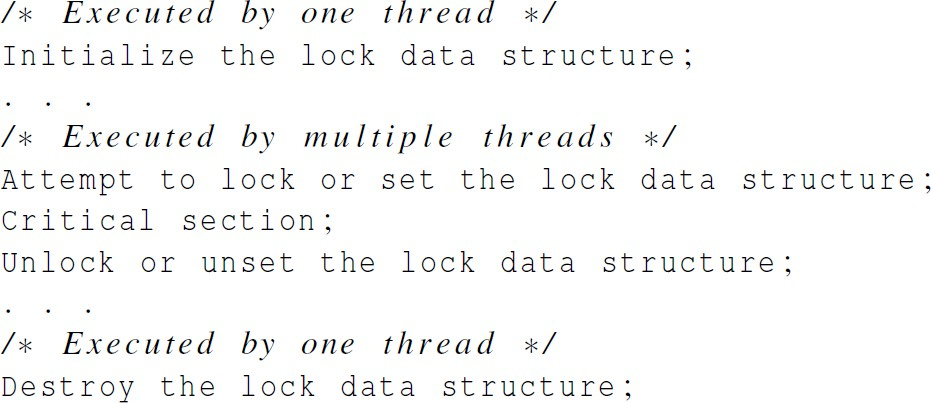 /* Executed by one thread */
Initialize the lock data structure;
. . .
/* Executed by multiple threads */
Attempt to lock or set the lock data structure;
Critical section;
Unlock or unset the lock data structure;
. . .
/* Executed by one thread */
Destroy the lock data structure;